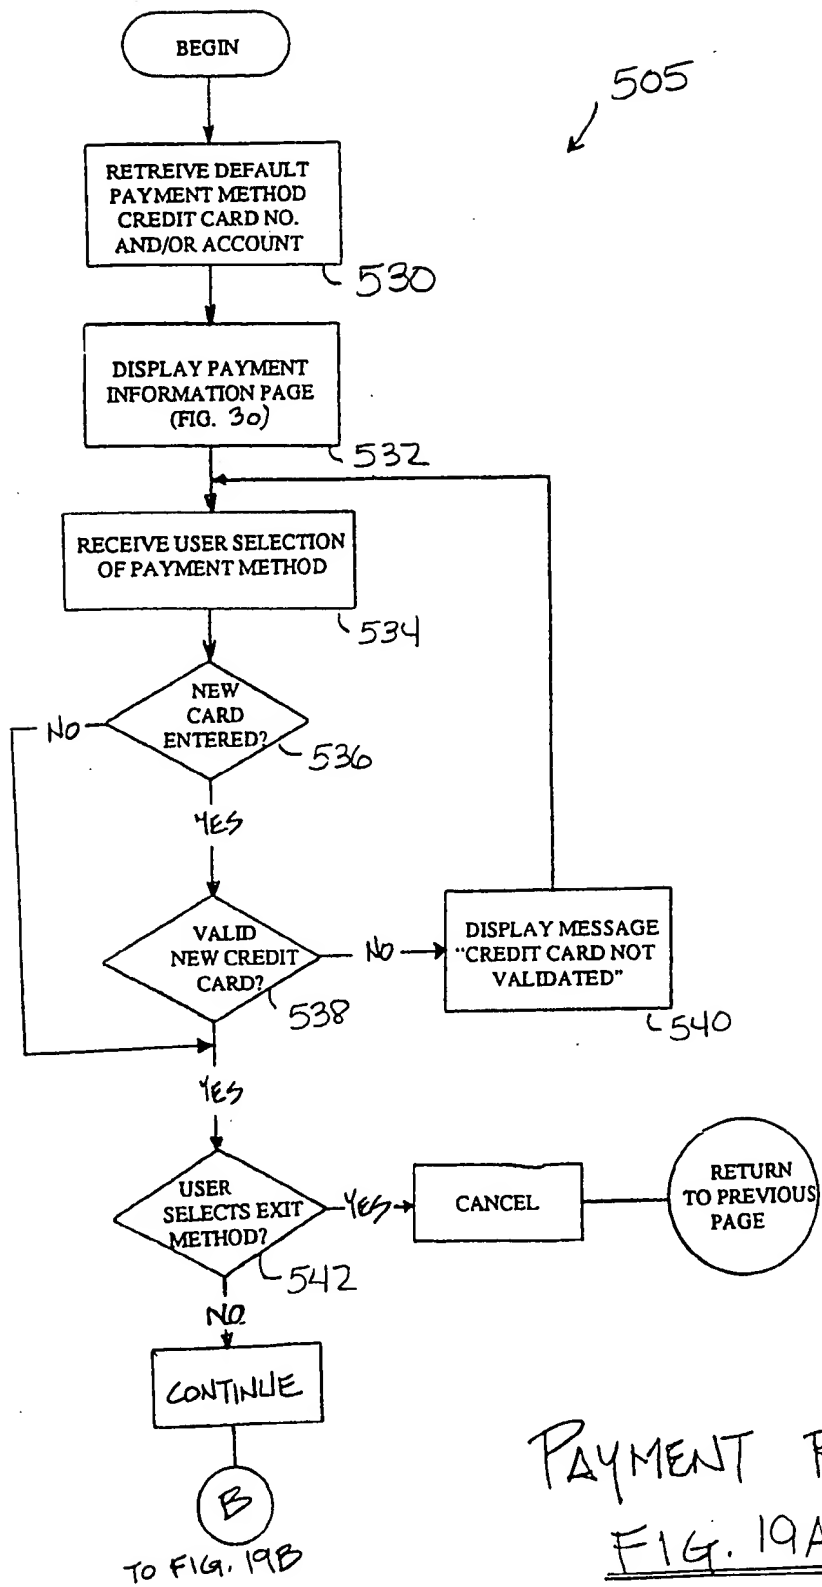 BEGIN
505
RETREIVE DEFAULT
PAYMENT METHOD
CREDIT CARD NO.
AND/OR ACCOUNT
530
DISPLAY PAYMENT
INFORMATION PAGE
(FIG. 30)
532
RECEIVE USER SELECTION
OF PAYMENT METHOD
534
NEW
CARD
ENTERED?
NO
536
YES
VALID
NEW CREDIT
CARD?
538
NO
DISPLAY MESSAGE
"CREDIT CARD NOT
VALIDATED"
540
YES
USER
SELECTS EXIT
METHOD?
542
YES
CANCEL
RETURN
TO PREVIOUS
PAGE
NO
CONTINUE
B
TO FIG. 19B
PAYMENT
FIG. 19A